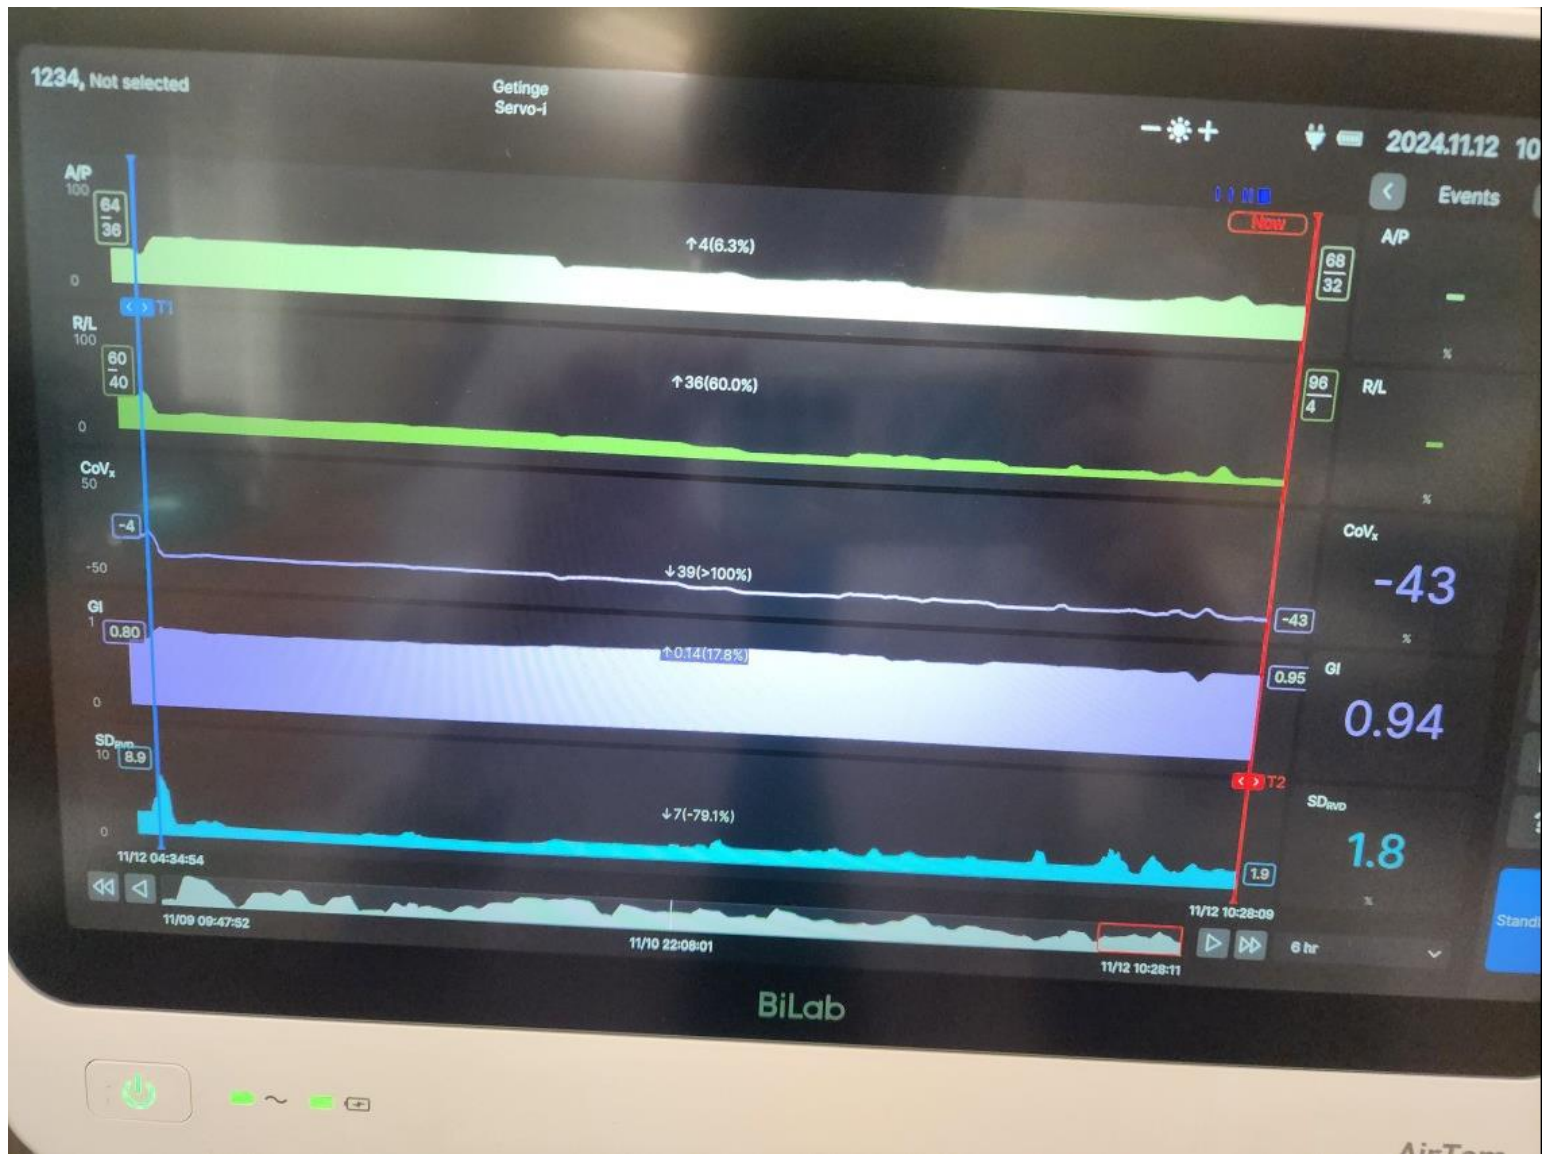 1234, Not selected
Getinge
Servo-i
2024.11.12 10
Events
A/P
100
64
36
0
↑4(6.3%)
Now
68
32
A/P
%
T1
R/L
100
60
40
0
↑36(60.0%)
96
4
R/L
%
CoVx
50
-4
-50
↓39(>100%)
-43
CoVx
-43
%
GI
1
0.80
0
↑0.14(17.8%)
0.95
GI
0.94
SDRVD
10
8.9
0
↓7(-79.1%)
T2
1.9
SDRVD
1.8
%
11/12 04:34:54
11/12 10:28:09
11/09 09:47:52
11/10 22:08:01
11/12 10:28:11
6 hr
BiLab